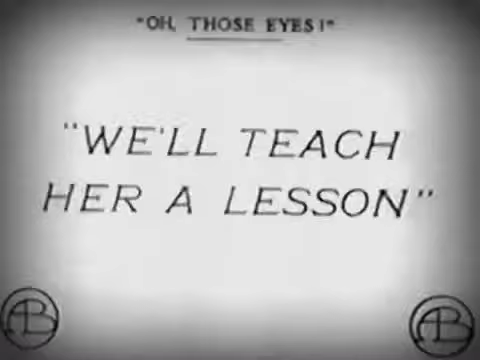 "OH, THOSE EYES!"
"WE'LL TEACH
HER A LESSON"
AB
AB